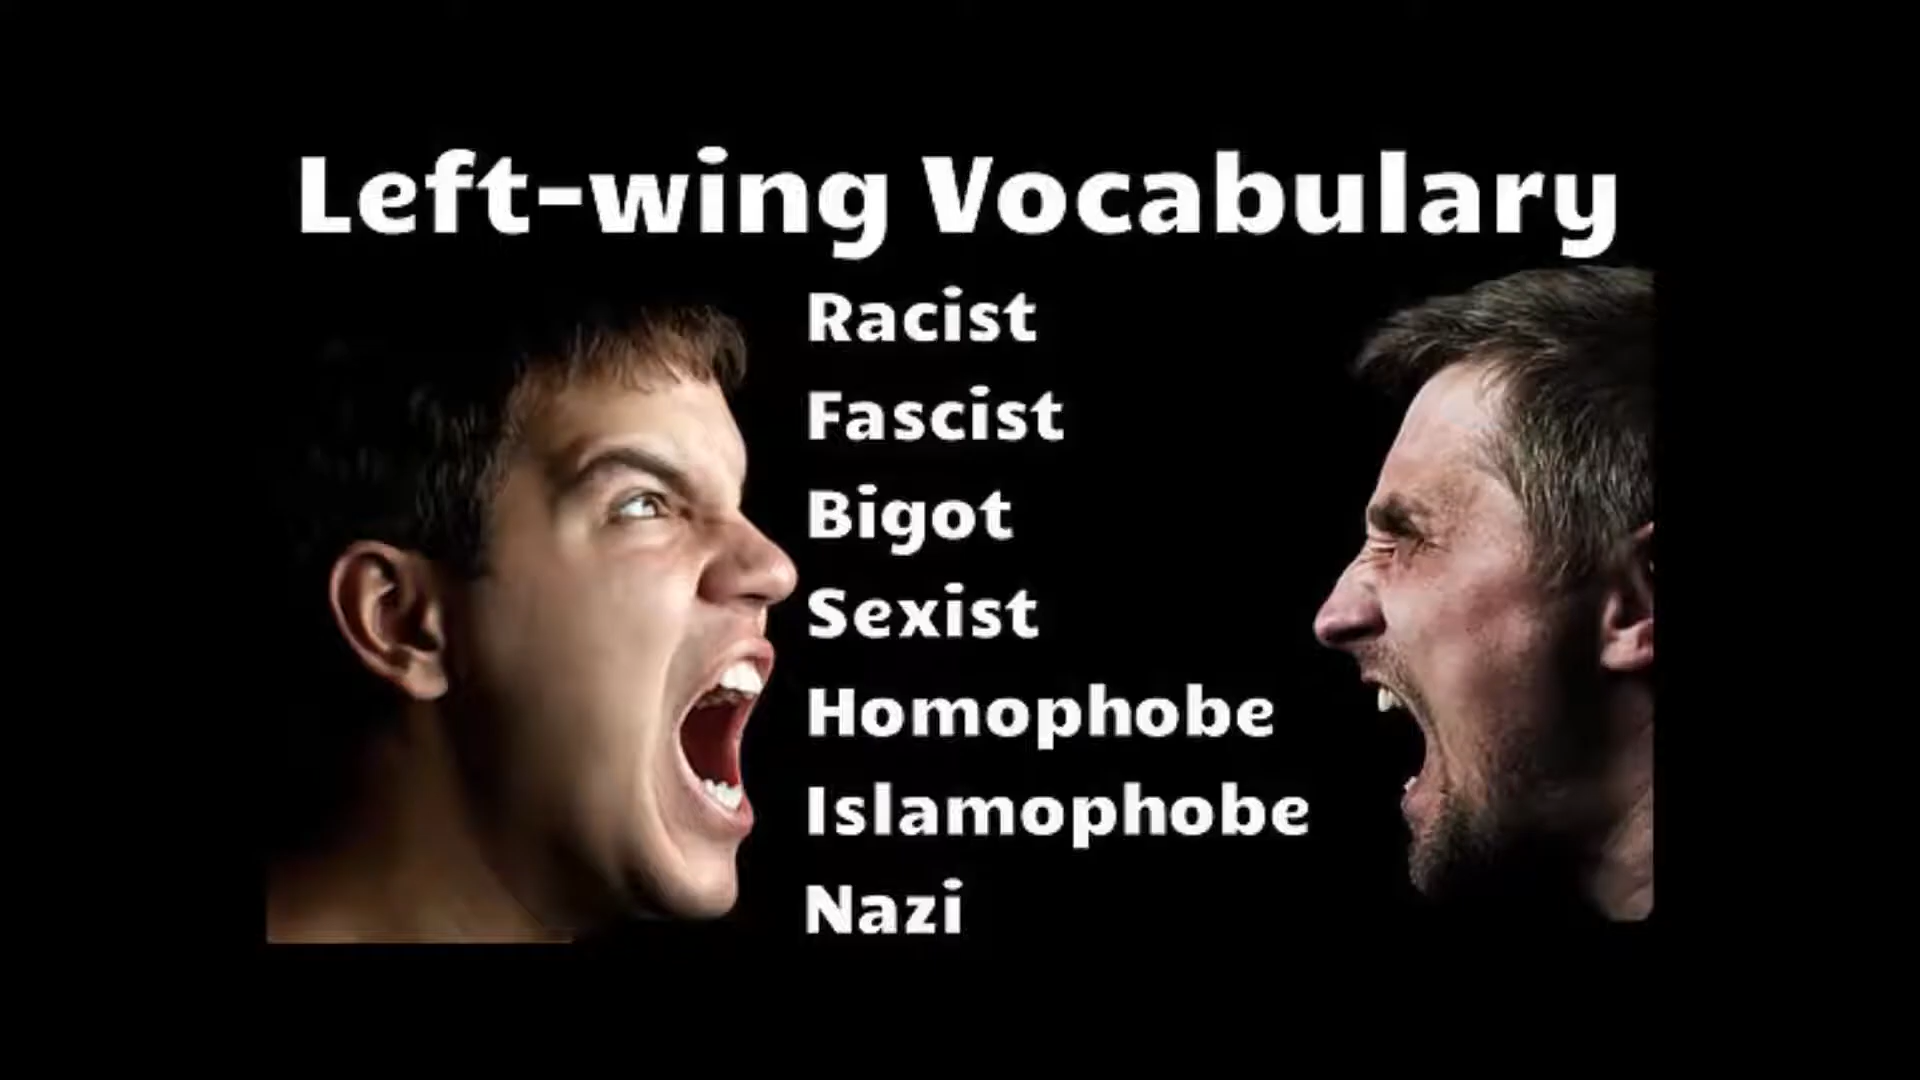 Left-wing Vocabulary
Racist
Fascist
Bigot
Sexist
Homophobe
Islamophobe
Nazi